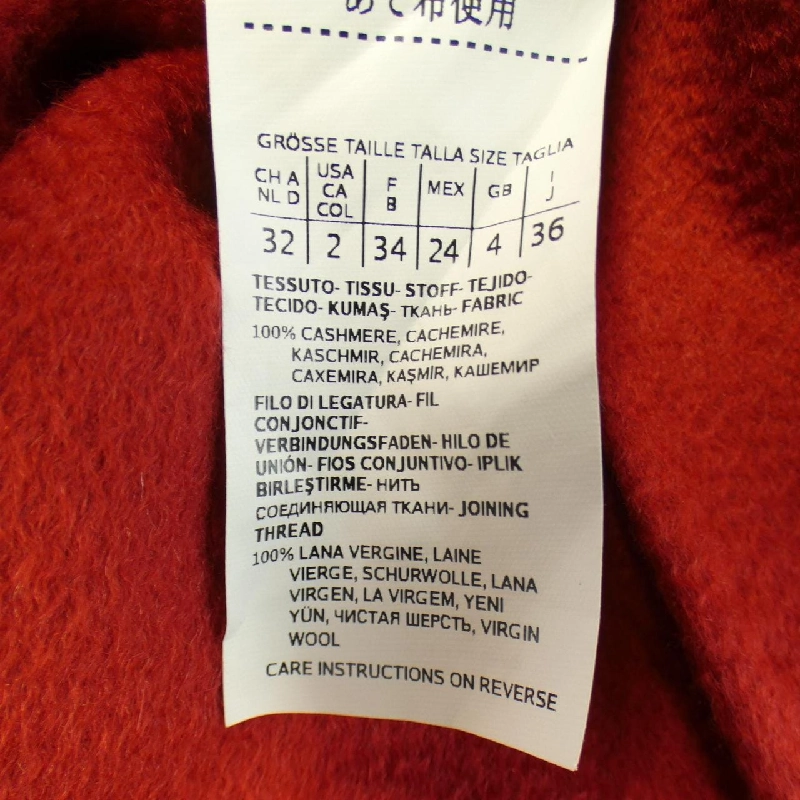 あて布使用
GRÖSSE TAILLE TALLA SIZE TAGLIA
CH A NL D USA CA COL F B MEX GB I J
32 2 34 24 4 36
TESSUTO- TISSU- STOFF- TEJIDO-
TECIDO- KUMAŞ- ТКАНЬ- FABRIC
100% CASHMERE, CACHEMIRE,
KASCHMIR, CACHEMIRA,
CAXEMIRA, KAŞMIR, КАШЕМИР
FILO DI LEGATURA- FIL
CONJONCTIF-
VERBINDUNGSFADEN- HILO DE
UNIÓN- FIOS CONJUNTIVO- IPLIK
BIRLEŞTIRME- НИТЬ
СОЕДИНЯЮЩАЯ ТКАНИ- JOINING
THREAD
100% LANA VERGINE, LAINE
VIERGE, SCHURWOLLE, LANA
VIRGEN, LA VIRGEM, YENI
YÜN, ЧИСТАЯ ШЕРСТЬ, VIRGIN
WOOL
CARE INSTRUCTIONS ON REVERSE